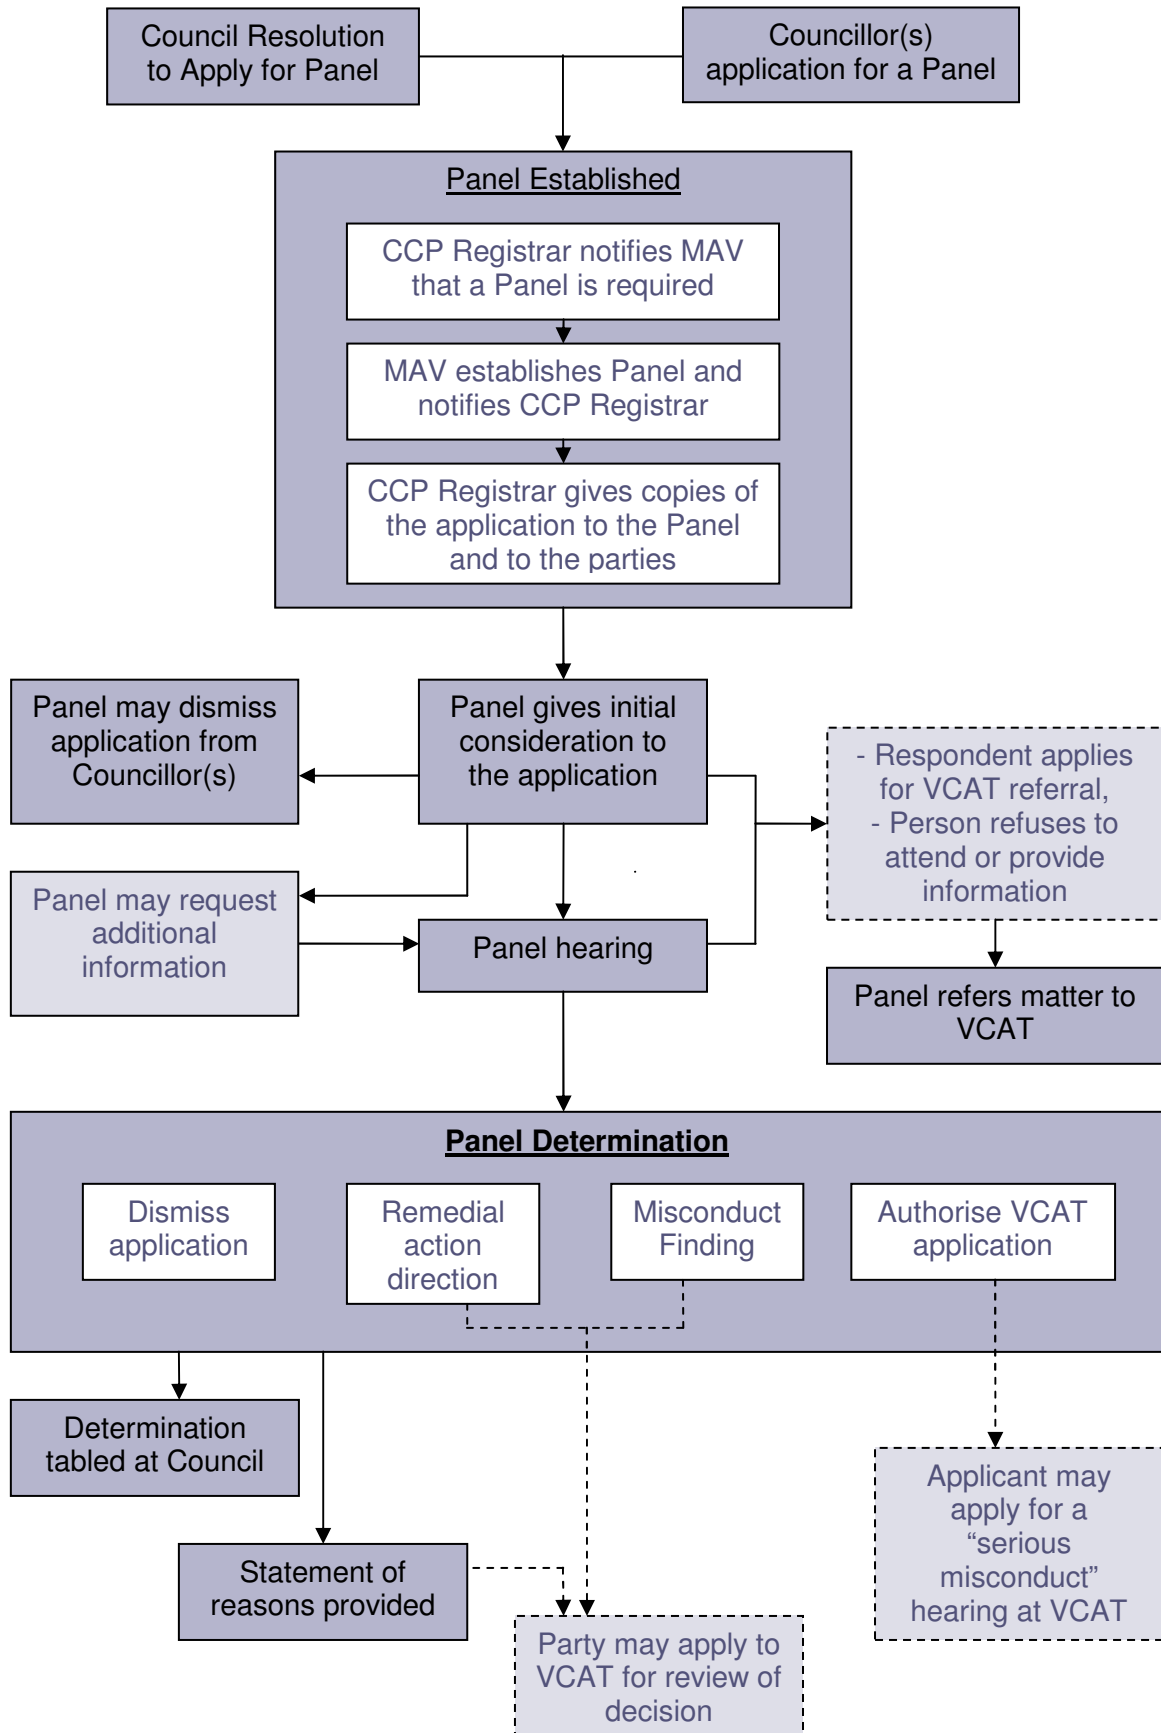 Council Resolution
to Apply for Panel
Councillor(s)
application for a Panel
Panel Established
CCP Registrar notifies MAV
that a Panel is required
MAV establishes Panel and
notifies CCP Registrar
CCP Registrar gives copies of
the application to the Panel
and to the parties
Panel may dismiss
application from
Councillor(s)
Panel gives initial
consideration to
the application
- Respondent applies
for VCAT referral,
- Person refuses to
attend or provide
information
Panel may request
additional
information
Panel hearing
Panel refers matter to
VCAT
Panel Determination
Dismiss
application
Remedial
action
direction
Misconduct
Finding
Authorise VCAT
application
Determination
tabled at Council
Statement of
reasons provided
Party may apply to
VCAT for review of
decision
Applicant may
apply for a
“serious
misconduct”
hearing at VCAT